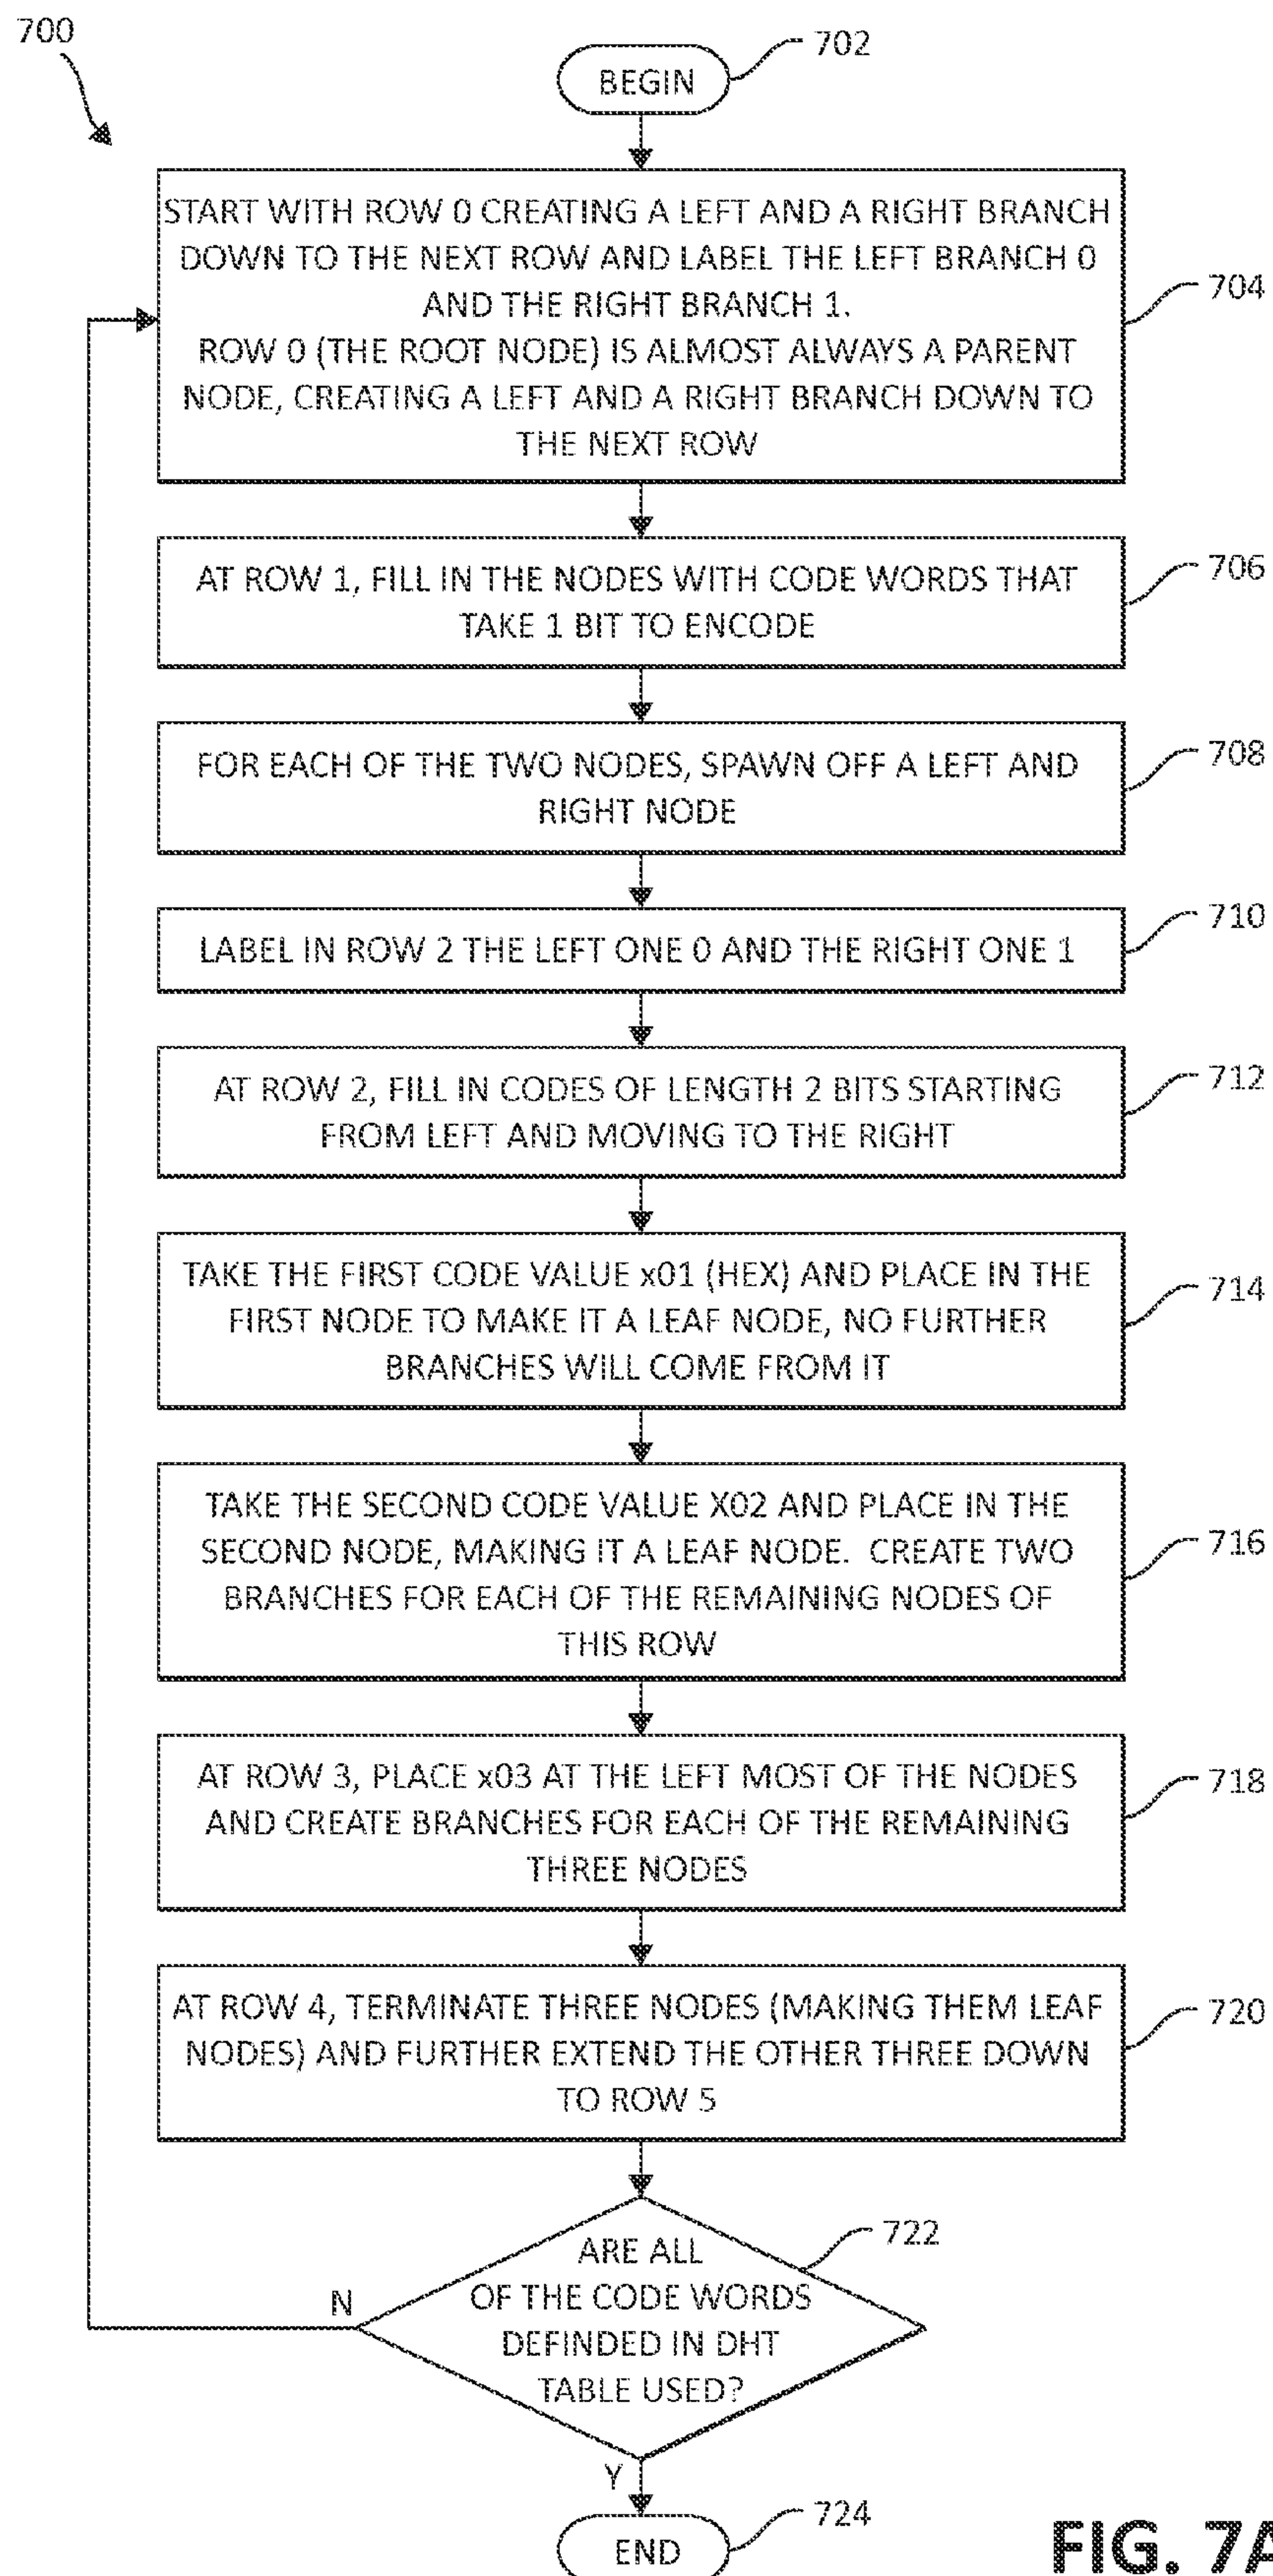 700
BEGIN
702
START WITH ROW 0 CREATING A LEFT AND A RIGHT BRANCH
DOWN TO THE NEXT ROW AND LABEL THE LEFT BRANCH 0
AND THE RIGHT BRANCH 1.
ROW 0 (THE ROOT NODE) IS ALMOST ALWAYS A PARENT
NODE, CREATING A LEFT AND A RIGHT BRANCH DOWN TO
THE NEXT ROW
704
AT ROW 1, FILL IN THE NODES WITH CODE WORDS THAT
TAKE 1 BIT TO ENCODE
706
FOR EACH OF THE TWO NODES, SPAWN OFF A LEFT AND
RIGHT NODE
708
LABEL IN ROW 2 THE LEFT ONE 0 AND THE RIGHT ONE 1
710
AT ROW 2, FILL IN CODES OF LENGTH 2 BITS STARTING
FROM LEFT AND MOVING TO THE RIGHT
712
TAKE THE FIRST CODE VALUE x01 (HEX) AND PLACE IN THE
FIRST NODE TO MAKE IT A LEAF NODE, NO FURTHER
BRANCHES WILL COME FROM IT
714
TAKE THE SECOND CODE VALUE X02 AND PLACE IN THE
SECOND NODE, MAKING IT A LEAF NODE. CREATE TWO
BRANCHES FOR EACH OF THE REMAINING NODES OF
THIS ROW
716
AT ROW 3, PLACE x03 AT THE LEFT MOST OF THE NODES
AND CREATE BRANCHES FOR EACH OF THE REMAINING
THREE NODES
718
AT ROW 4, TERMINATE THREE NODES (MAKING THEM LEAF
NODES) AND FURTHER EXTEND THE OTHER THREE DOWN
TO ROW 5
720
ARE ALL
OF THE CODE WORDS
DEFINDED IN DHT
TABLE USED?
722
N
Y
END
724
FIG. 7A